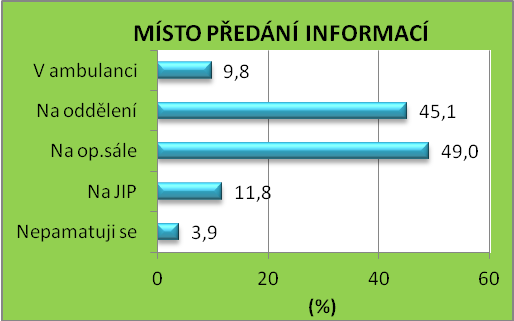 MÍSTO PŘEDÁNÍ INFORMACÍ
V ambulanci 9,8
Na oddělení 45,1
Na op.sále 49,0
Na JIP 11,8
Nepamatuji se 3,9
0 20 40 60
(%)